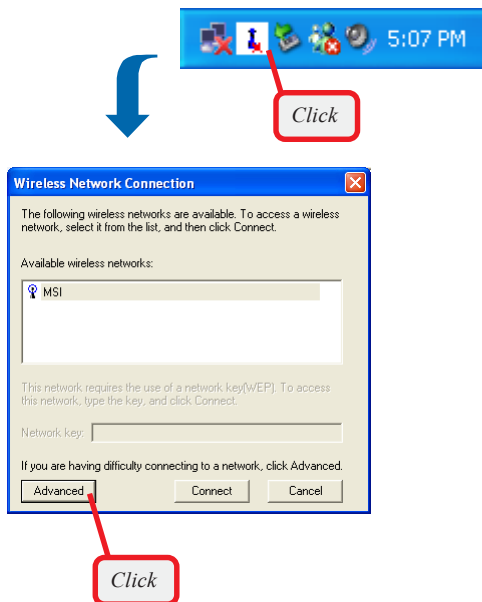 5:07 PM
Click
Wireless Network Connection
The following wireless networks are available. To access a wireless
network, select it from the list, and then click Connect.
Available wireless networks:
MSI
This network requires the use of a network key(WEP). To access
this network, type the key, and click Connect.
Network key:
If you are having difficulty connecting to a network, click Advanced.
Advanced Connect Cancel
Click